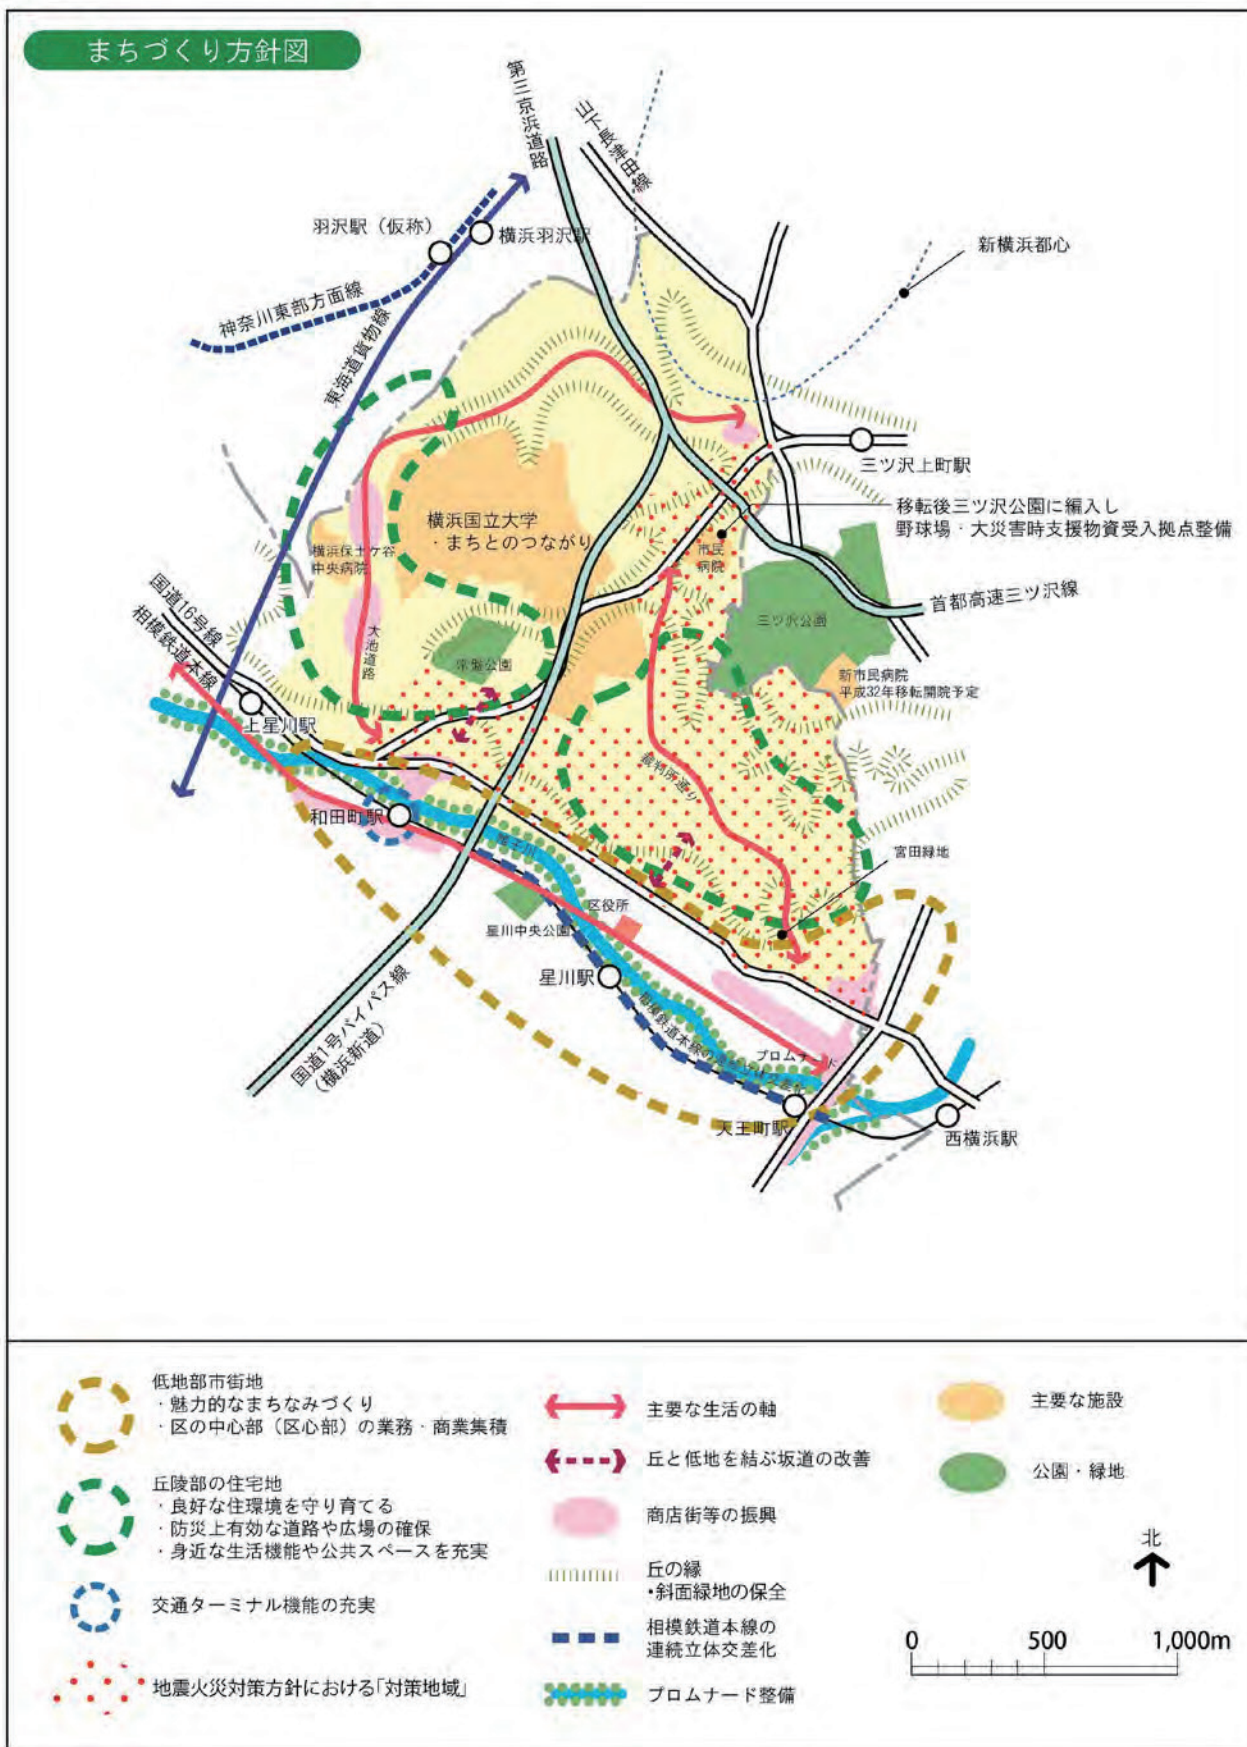 まちづくり方針図
第三京浜道路
山下長津田線
羽沢駅（仮称）
横浜羽沢駅
新横浜都心
神奈川東部方面線
東海道貨物線
三ツ沢上町駅
移転後三ツ沢公園に編入し
野球場・大災害時支援物資受入拠点整備
横浜国立大学
・まちとのつながり
市民
病院
横浜保土ケ谷
中央病院
首都高速三ツ沢線
国道16号線
相模鉄道本線
三ツ沢公園
大池道路
常盤公園
新市民病院
平成32年移転開院予定
上星川駅
裁判所通り
和田町駅
宮田緑地
区役所
星川中央公園
星川駅
国道1号バイパス線
（横浜新道）
プロムナード
天王町駅
西横浜駅
低地部市街地
・魅力的なまちなみづくり
・区の中心部（区心部）の業務・商業集積
丘陵部の住宅地
・良好な住環境を守り育てる
・防災上有効な道路や広場の確保
・身近な生活機能や公共スペースを充実
交通ターミナル機能の充実
地震火災対策方針における「対策地域」
主要な生活の軸
丘と低地を結ぶ坂道の改善
商店街等の振興
丘の縁
・斜面緑地の保全
相模鉄道本線の
連続立体交差化
プロムナード整備
主要な施設
公園・緑地
北
0 500 1,000m